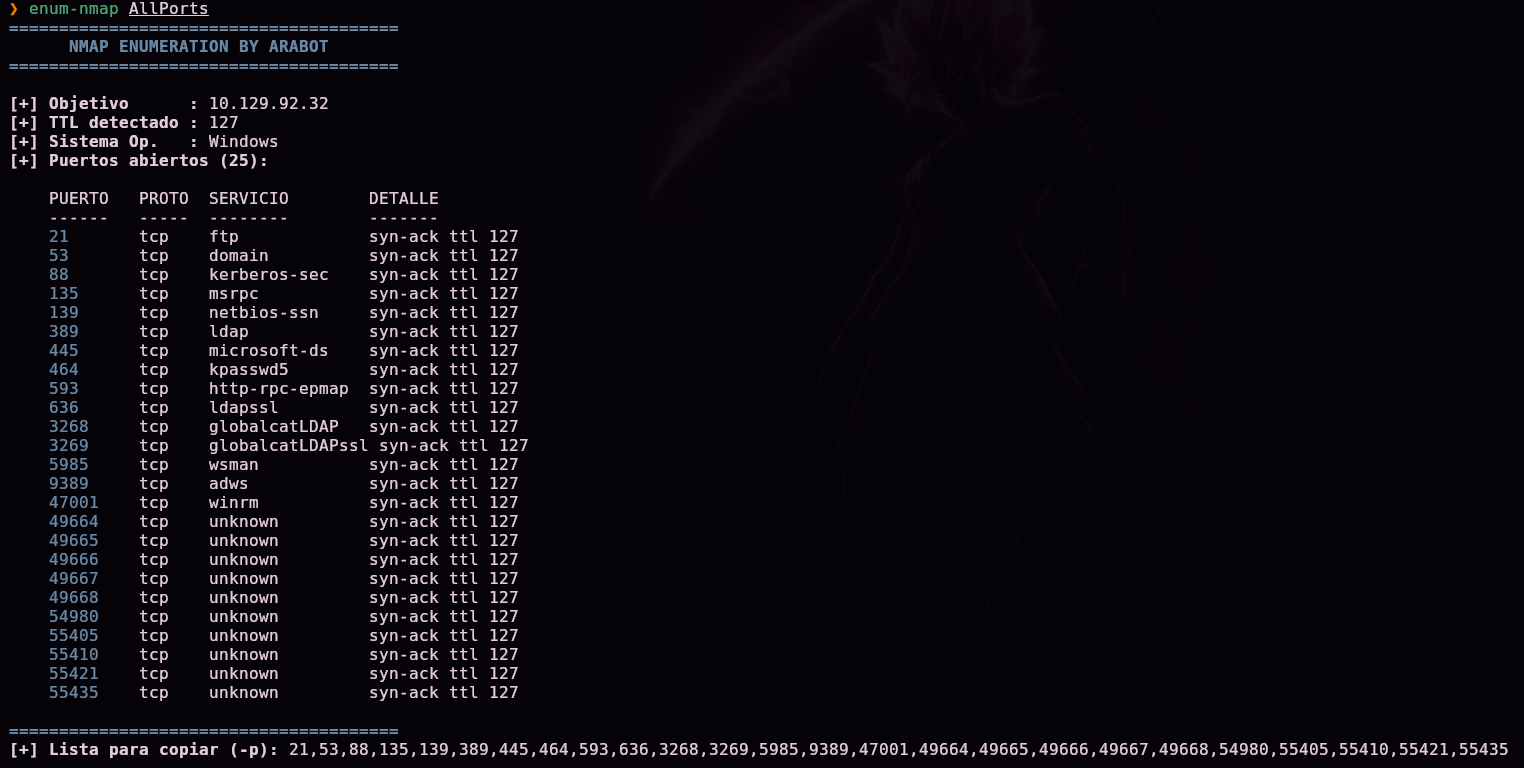 ❯ enum-nmap AllPorts
=======================================
NMAP ENUMERATION BY ARABOT
=======================================
[+] Objetivo      : 10.129.92.32
[+] TTL detectado : 127
[+] Sistema Op.   : Windows
[+] Puertos abiertos (25):
PUERTO   PROTO  SERVICIO        DETALLE
------   -----  --------        -------
21       tcp    ftp             syn-ack ttl 127
53       tcp    domain          syn-ack ttl 127
88       tcp    kerberos-sec    syn-ack ttl 127
135      tcp    msrpc           syn-ack ttl 127
139      tcp    netbios-ssn     syn-ack ttl 127
389      tcp    ldap            syn-ack ttl 127
445      tcp    microsoft-ds    syn-ack ttl 127
464      tcp    kpasswd5        syn-ack ttl 127
593      tcp    http-rpc-epmap  syn-ack ttl 127
636      tcp    ldapssl         syn-ack ttl 127
3268     tcp    globalcatLDAP   syn-ack ttl 127
3269     tcp    globalcatLDAPssl syn-ack ttl 127
5985     tcp    wsman           syn-ack ttl 127
9389     tcp    adws            syn-ack ttl 127
47001    tcp    winrm           syn-ack ttl 127
49664    tcp    unknown         syn-ack ttl 127
49665    tcp    unknown         syn-ack ttl 127
49666    tcp    unknown         syn-ack ttl 127
49667    tcp    unknown         syn-ack ttl 127
49668    tcp    unknown         syn-ack ttl 127
54980    tcp    unknown         syn-ack ttl 127
55405    tcp    unknown         syn-ack ttl 127
55410    tcp    unknown         syn-ack ttl 127
55421    tcp    unknown         syn-ack ttl 127
55435    tcp    unknown         syn-ack ttl 127
=======================================
[+] Lista para copiar (-p): 21,53,88,135,139,389,445,464,593,636,3268,3269,5985,9389,47001,49664,49665,49666,49667,49668,54980,55405,55410,55421,55435